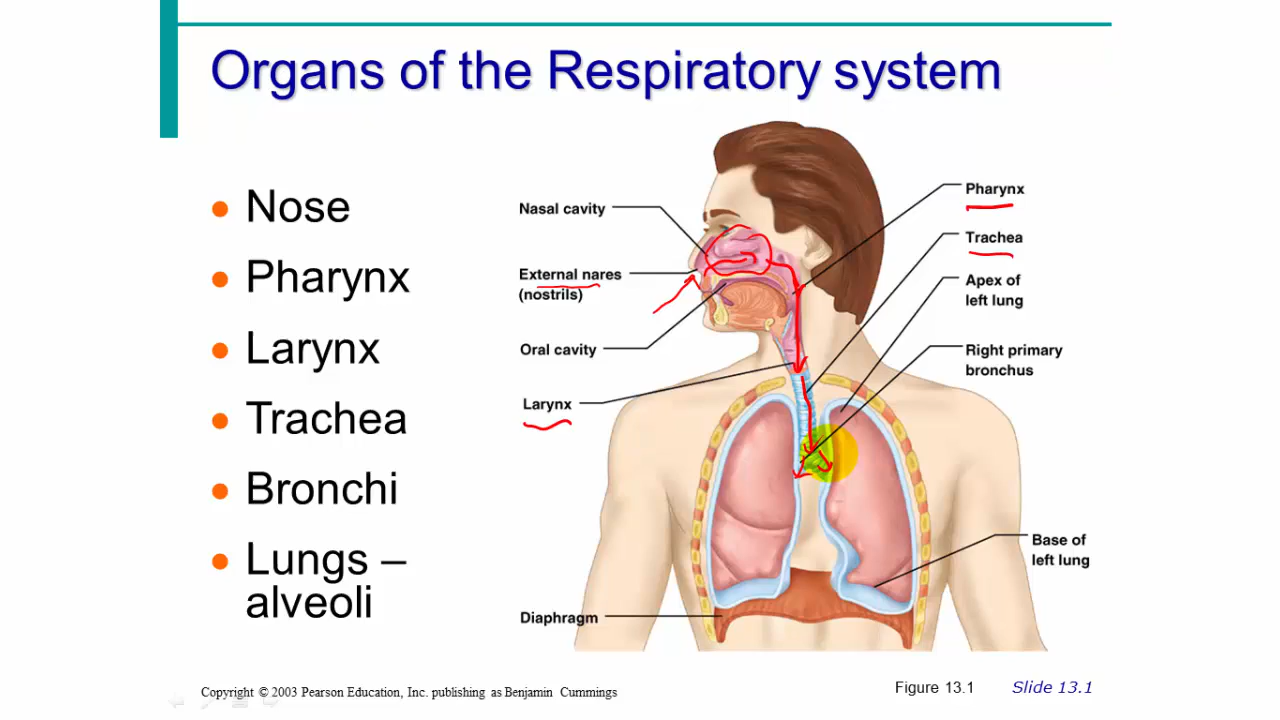 Organs of the Respiratory system
• Nose
• Pharynx
• Larynx
• Trachea
• Bronchi
• Lungs –
alveoli
Nasal cavity
External nares
(nostrils)
Oral cavity
Larynx
Diaphragm
Pharynx
Trachea
Apex of
left lung
Right primary
bronchus
Base of
left lung
Copyright © 2003 Pearson Education, Inc. publishing as Benjamin Cummings
Figure 13.1
Slide 13.1